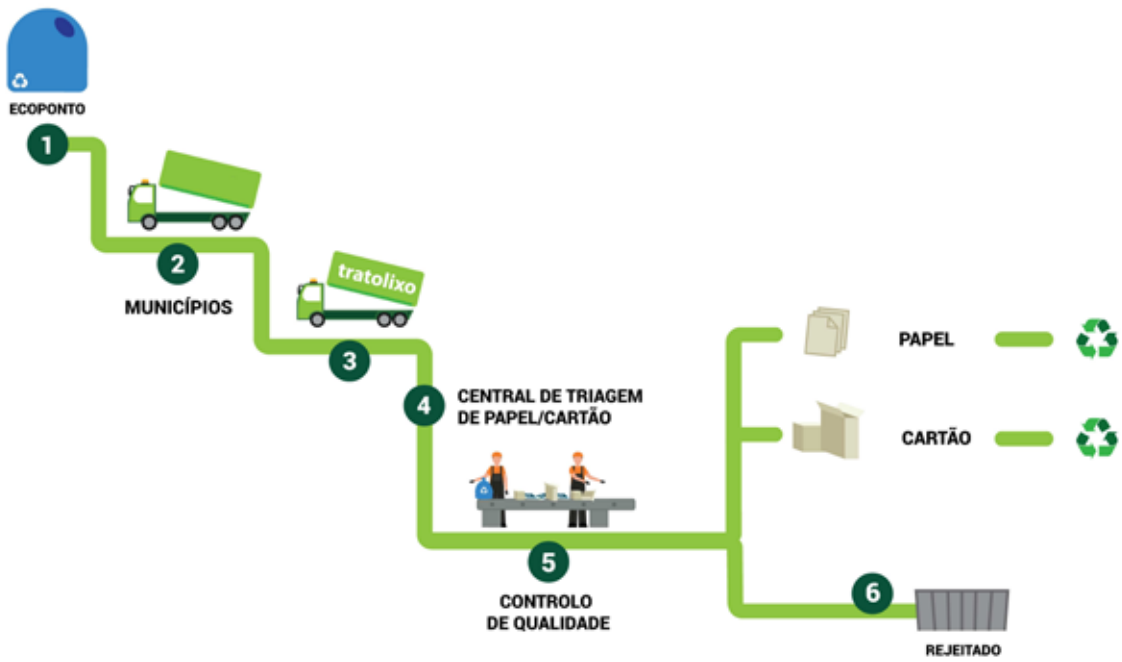 ECOPONTO
1
2
MUNICÍPIOS
tratolixo
3
4
CENTRAL DE TRIAGEM
DE PAPEL/CARTÃO
5
CONTROLO
DE QUALIDADE
PAPEL
CARTÃO
6
REJEITADO